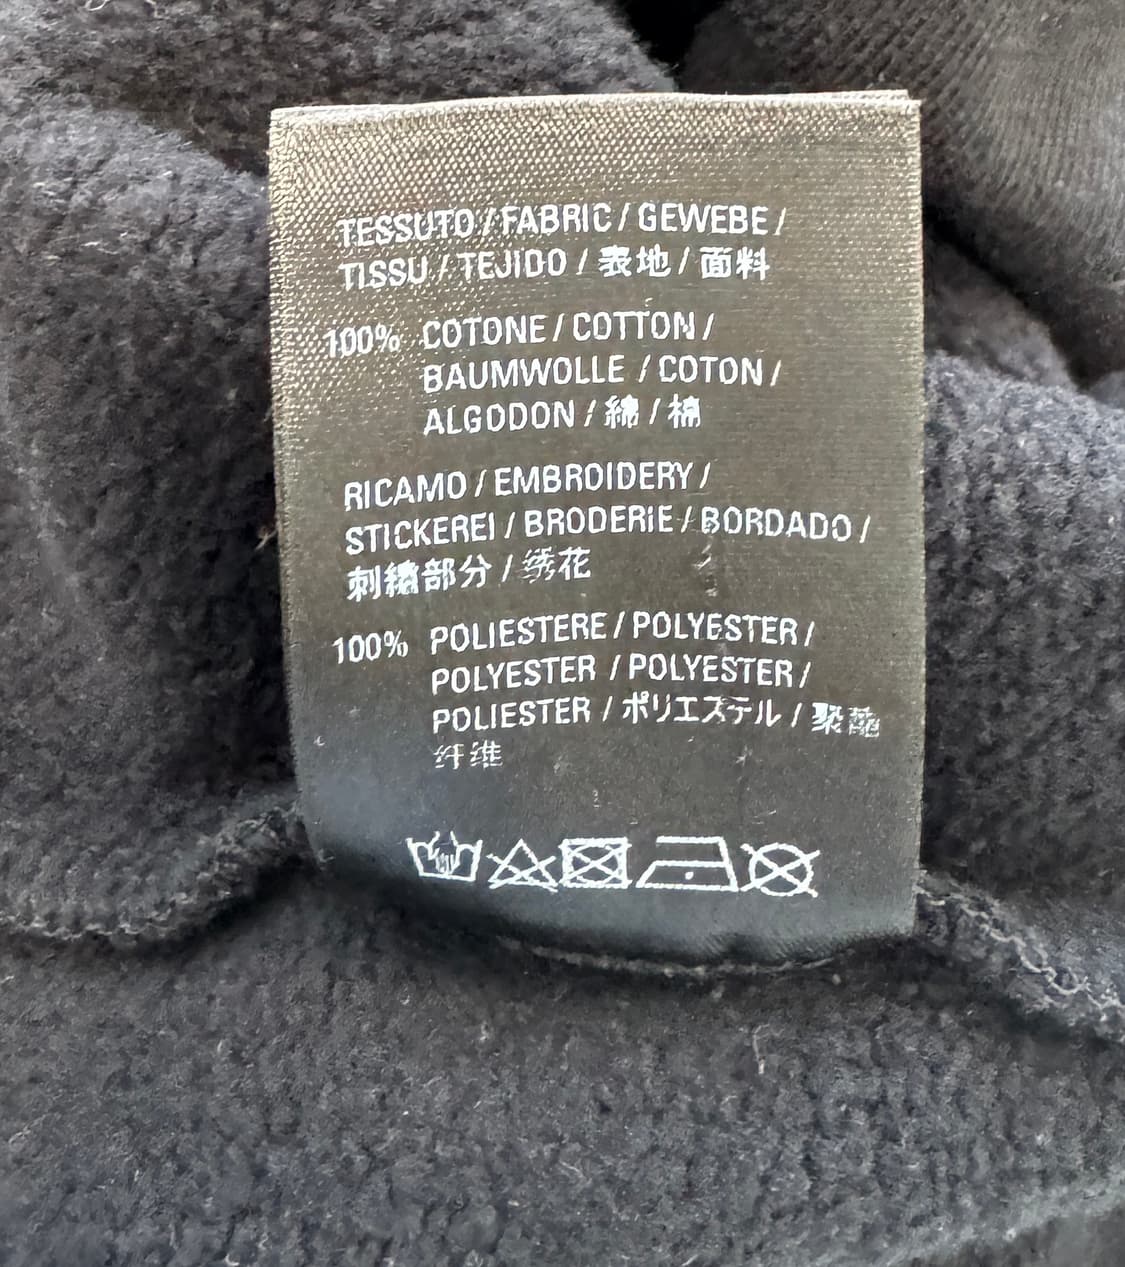 TESSUTO / FABRIC / GEWEBE /
TISSU / TEJIDO / 表地 / 面料
100% COTONE / COTTON /
BAUMWOLLE / COTON /
ALGODON / 綿 / 棉
RICAMO / EMBROIDERY /
STICKEREI / BRODERIE / BORDADO /
刺繍部分 / 绣花
100% POLIESTERE / POLYESTER /
POLYESTER / POLYESTER /
POLIESTER / ポリエステル / 聚酯
纤维